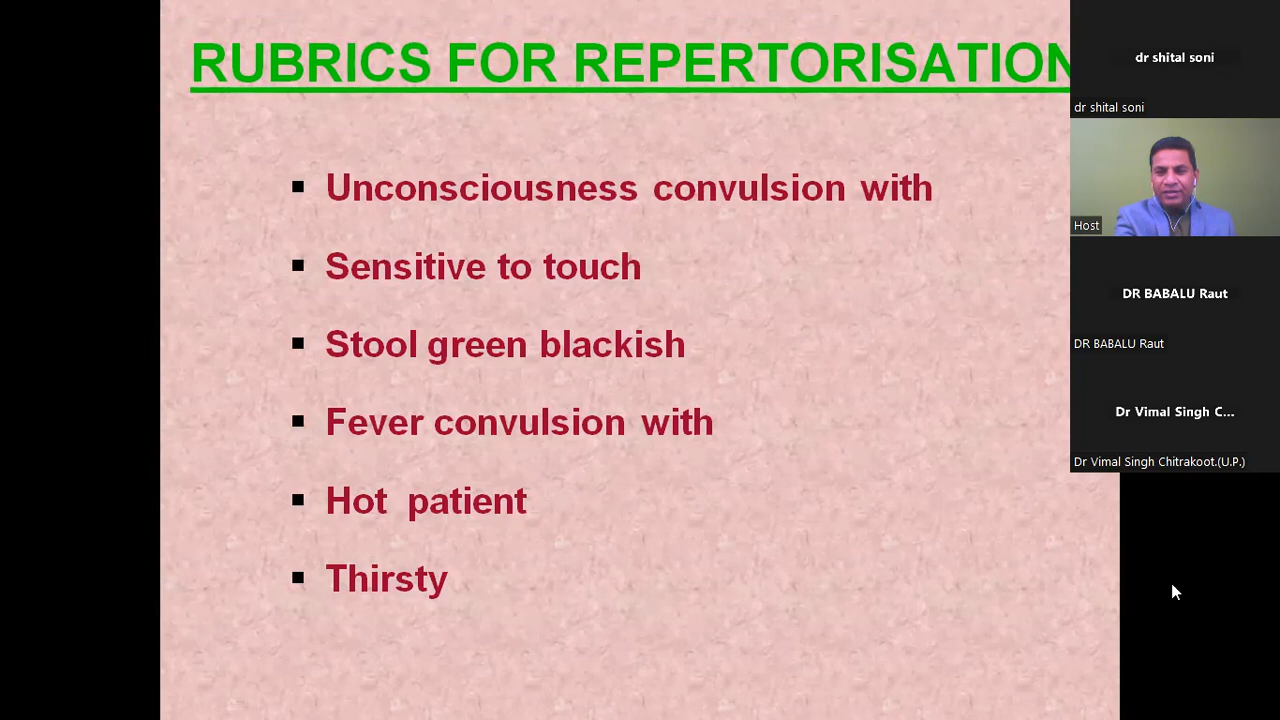 RUBRICS FOR REPERTORISATION
Unconsciousness convulsion with
Sensitive to touch
Stool green blackish
Fever convulsion with
Hot patient
Thirsty
dr shital soni
dr shital soni
Host
DR BABALU Raut
DR BABALU Raut
Dr Vimal Singh C...
Dr Vimal Singh Chitrakoot.(U.P.)